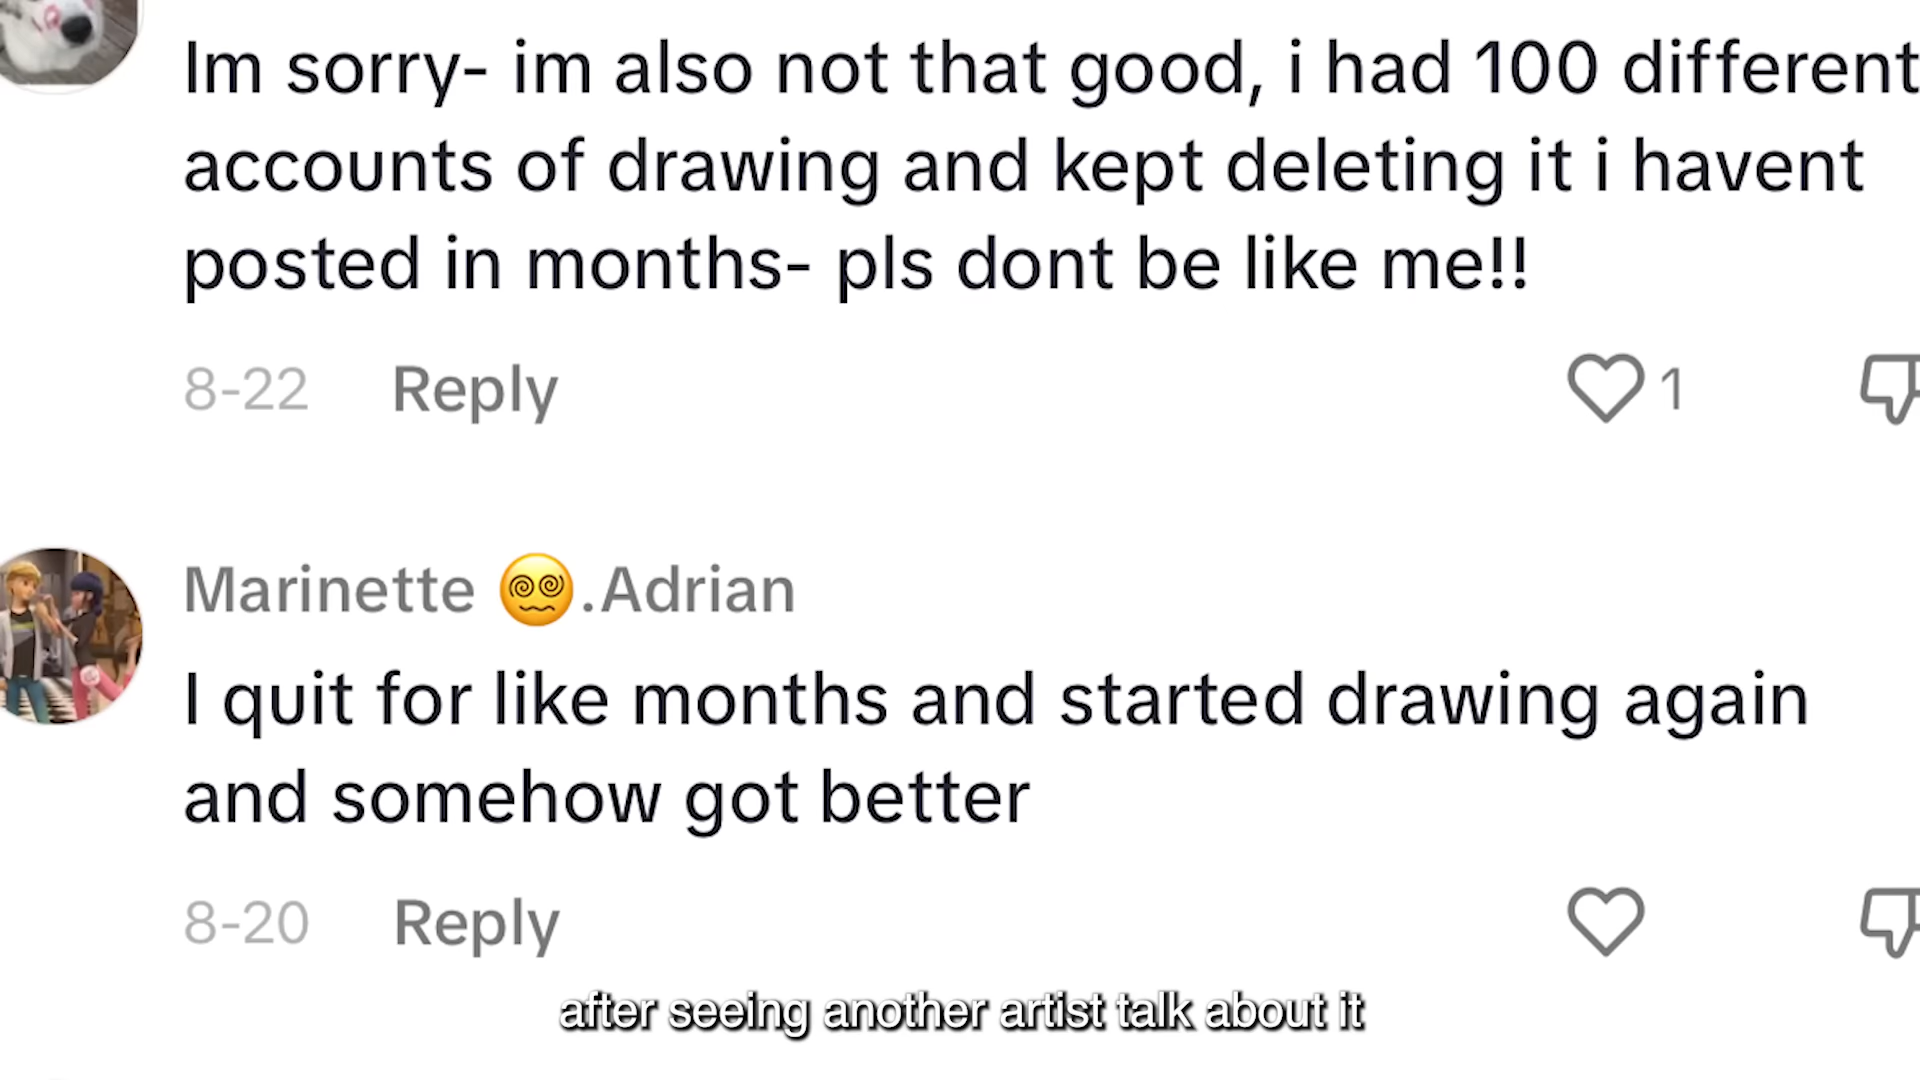 Im sorry- im also not that good, i had 100 different
accounts of drawing and kept deleting it i havent
posted in months- pls dont be like me!!
8-22 Reply 1
Marinette 😵‍💫.Adrian
I quit for like months and started drawing again
and somehow got better
8-20 Reply
after seeing another artist talk about it